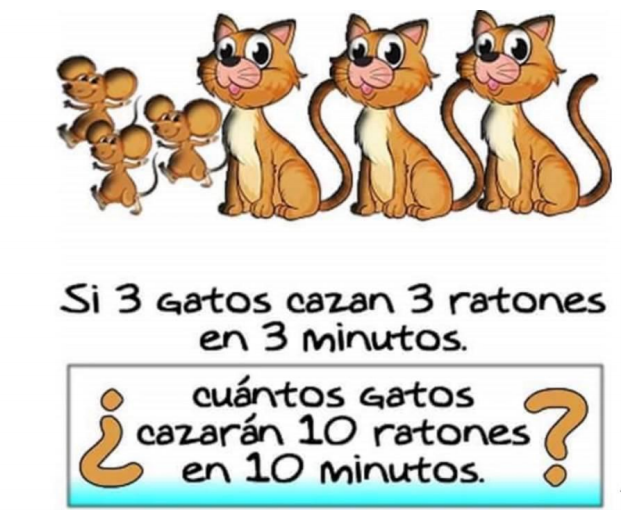 Si 3 gatos cazan 3 ratones
en 3 minutos.
¿cuántos gatos
cazarán 10 ratones
en 10 minutos.?